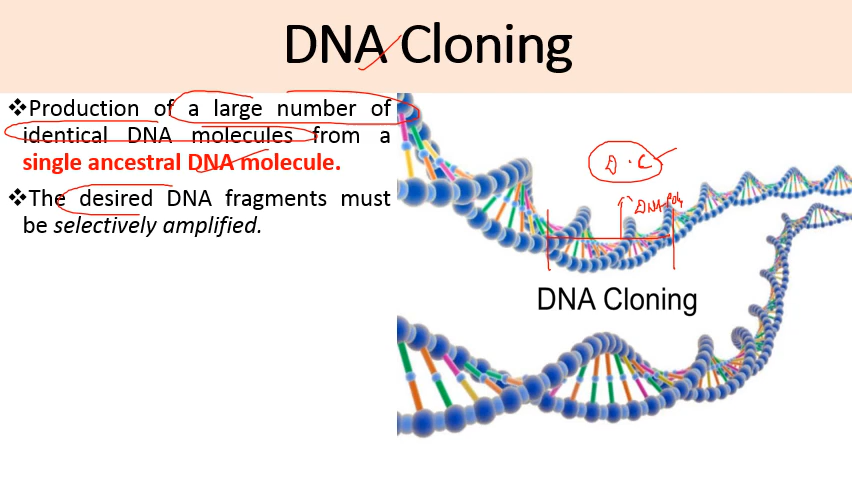 DNA Cloning
❖Production of a large number of
identical DNA molecules from a
single ancestral DNA molecule.
❖The desired DNA fragments must
be selectively amplified.
D.C
DNA
DNA Cloning